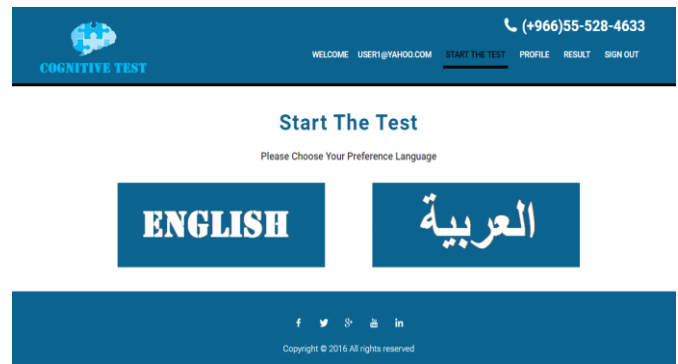 (+966)55-528-4633
COGNITIVE TEST
WELCOME USER1@YAHOO.COM START THE TEST PROFILE RESULT SIGN OUT
Start The Test
Please Choose Your Preference Language
ENGLISH
العربية
Copyright © 2016 All rights reserved